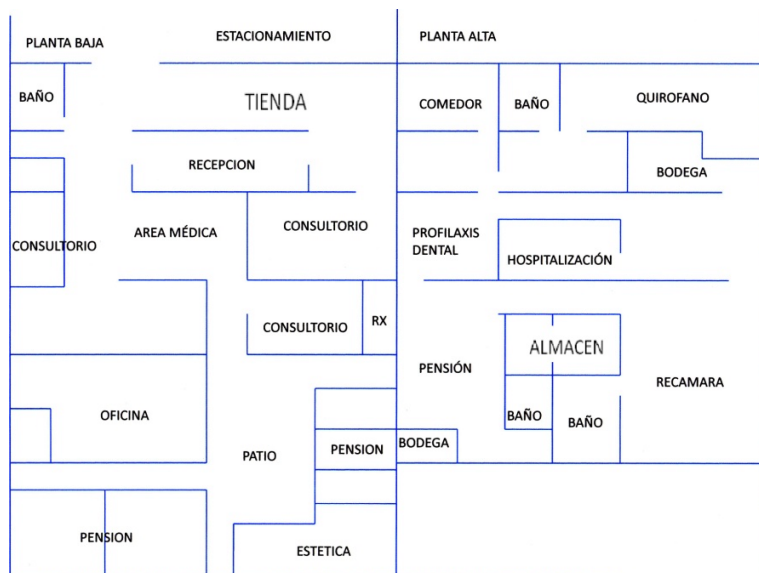 PLANTA BAJA
ESTACIONAMIENTO
PLANTA ALTA
BAÑO
TIENDA
COMEDOR
BAÑO
QUIROFANO
RECEPCION
BODEGA
CONSULTORIO
AREA MÉDICA
CONSULTORIO
PROFILAXIS
DENTAL
HOSPITALIZACIÓN
CONSULTORIO
RX
ALMACEN
PENSIÓN
RECAMARA
OFICINA
BAÑO
BAÑO
PATIO
PENSION
BODEGA
PENSION
ESTETICA